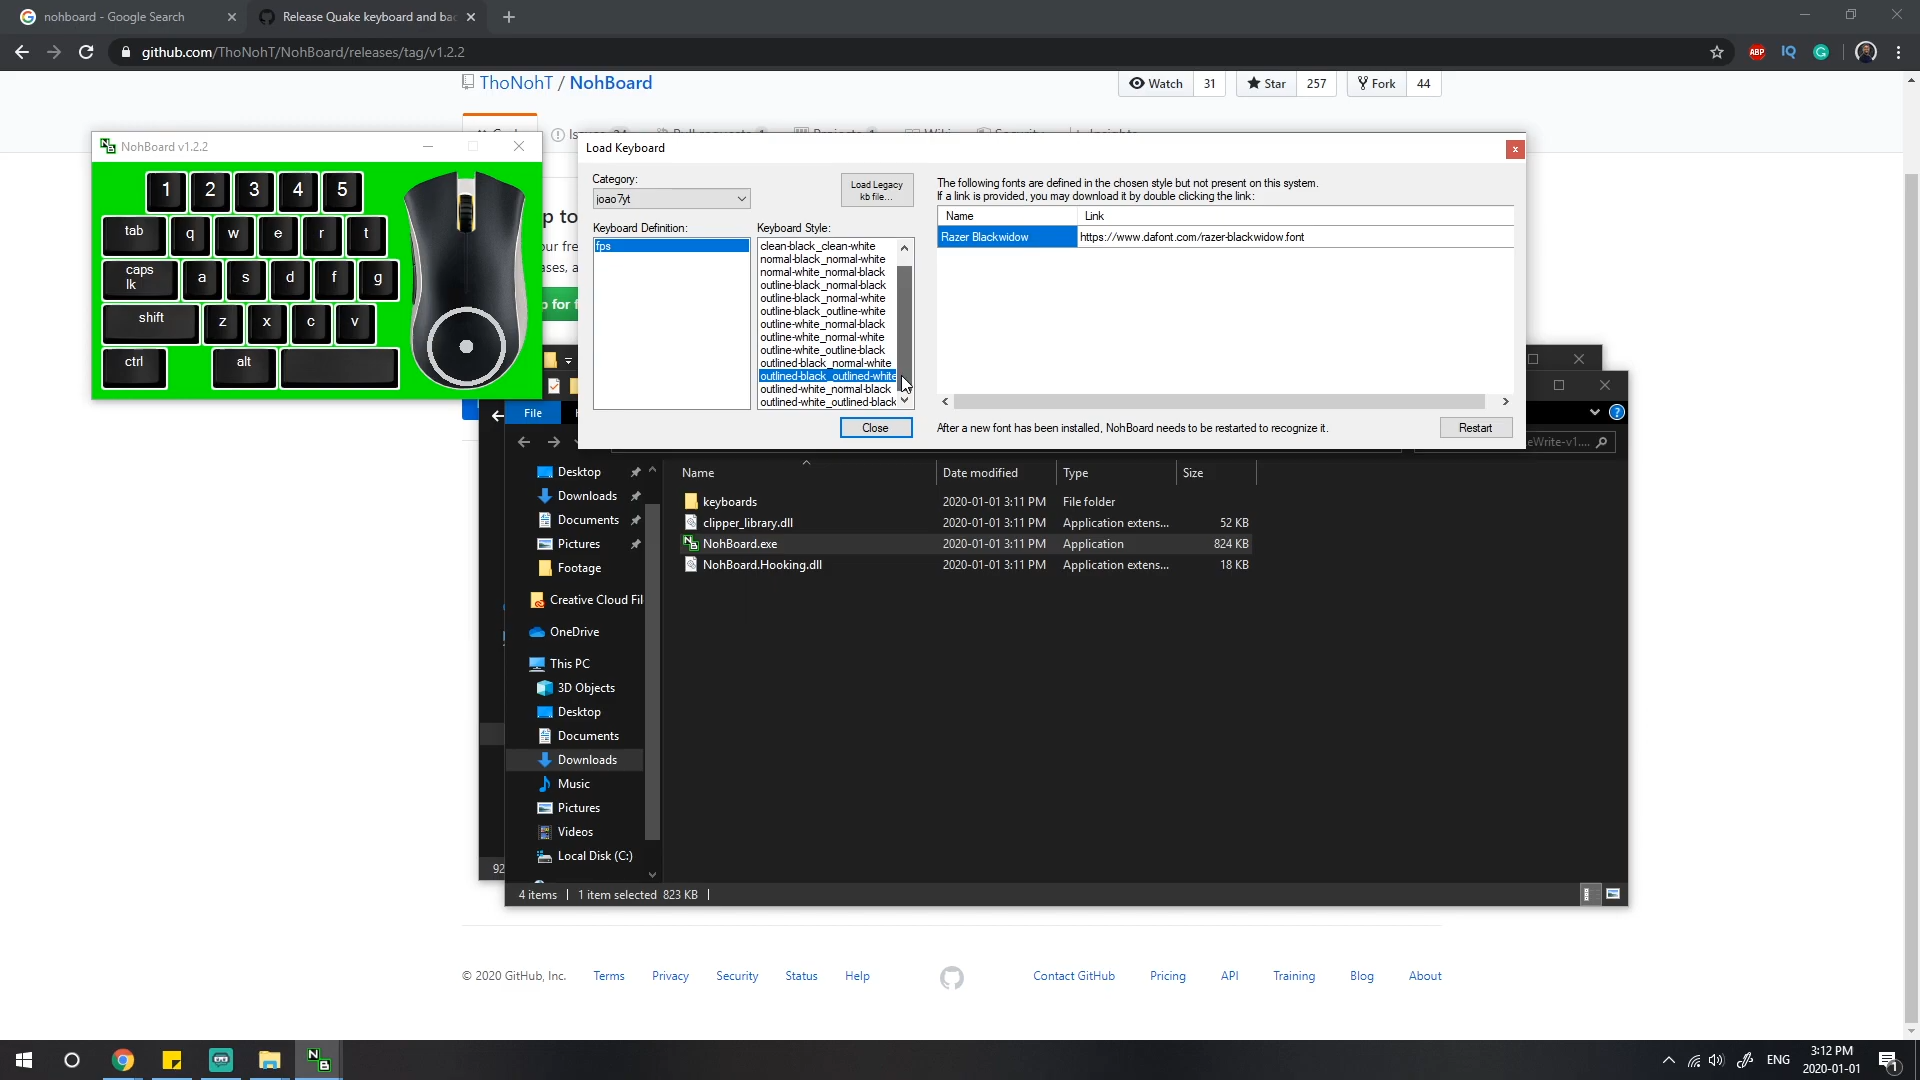 nohboard - Google Search
Release Quake keyboard and bac
github.com/ThoNohT/NohBoard/releases/tag/v1.2.2
ABP
IQ
ThoNohT / NohBoard
Watch 31
Star 257
Fork 44
NohBoard v1.2.2
1 2 3 4 5
tab q w e r t
caps lk a s d f g
shift z x c v
ctrl alt
Load Keyboard
Category:
joao7yt
Load Legacy
kb file...
Keyboard Definition:
fps
Keyboard Style:
clean-black_clean-white
normal-black_normal-white
normal-white_normal-black
outline-black_normal-black
outline-black_normal-white
outline-black_outline-white
outline-white_normal-black
outline-white_normal-white
outline-white_outline-black
outlined-black_normal-white
outlined-black_outlined-white
outlined-white_normal-black
outlined-white_outlined-black
Close
The following fonts are defined in the chosen style but not present on this system.
If a link is provided, you may download it by double clicking the link:
Name Link
Razer Blackwidow https://www.dafont.com/razer-blackwidow.font
After a new font has been installed, NohBoard needs to be restarted to recognize it.
Restart
p to
our fre
ases, a
p for f
File
eWrite-v1....
Desktop
Downloads
Documents
Pictures
Footage
Creative Cloud Fil
OneDrive
This PC
3D Objects
Desktop
Documents
Downloads
Music
Pictures
Videos
Local Disk (C:)
Name Date modified Type Size
keyboards 2020-01-01 3:11 PM File folder
clipper_library.dll 2020-01-01 3:11 PM Application extens... 52 KB
NohBoard.exe 2020-01-01 3:11 PM Application 824 KB
NohBoard.Hooking.dll 2020-01-01 3:11 PM Application extens... 18 KB
92
4 items 1 item selected 823 KB
© 2020 GitHub, Inc. Terms Privacy Security Status Help Contact GitHub Pricing API Training Blog About
ENG
3:12 PM
2020-01-01
1